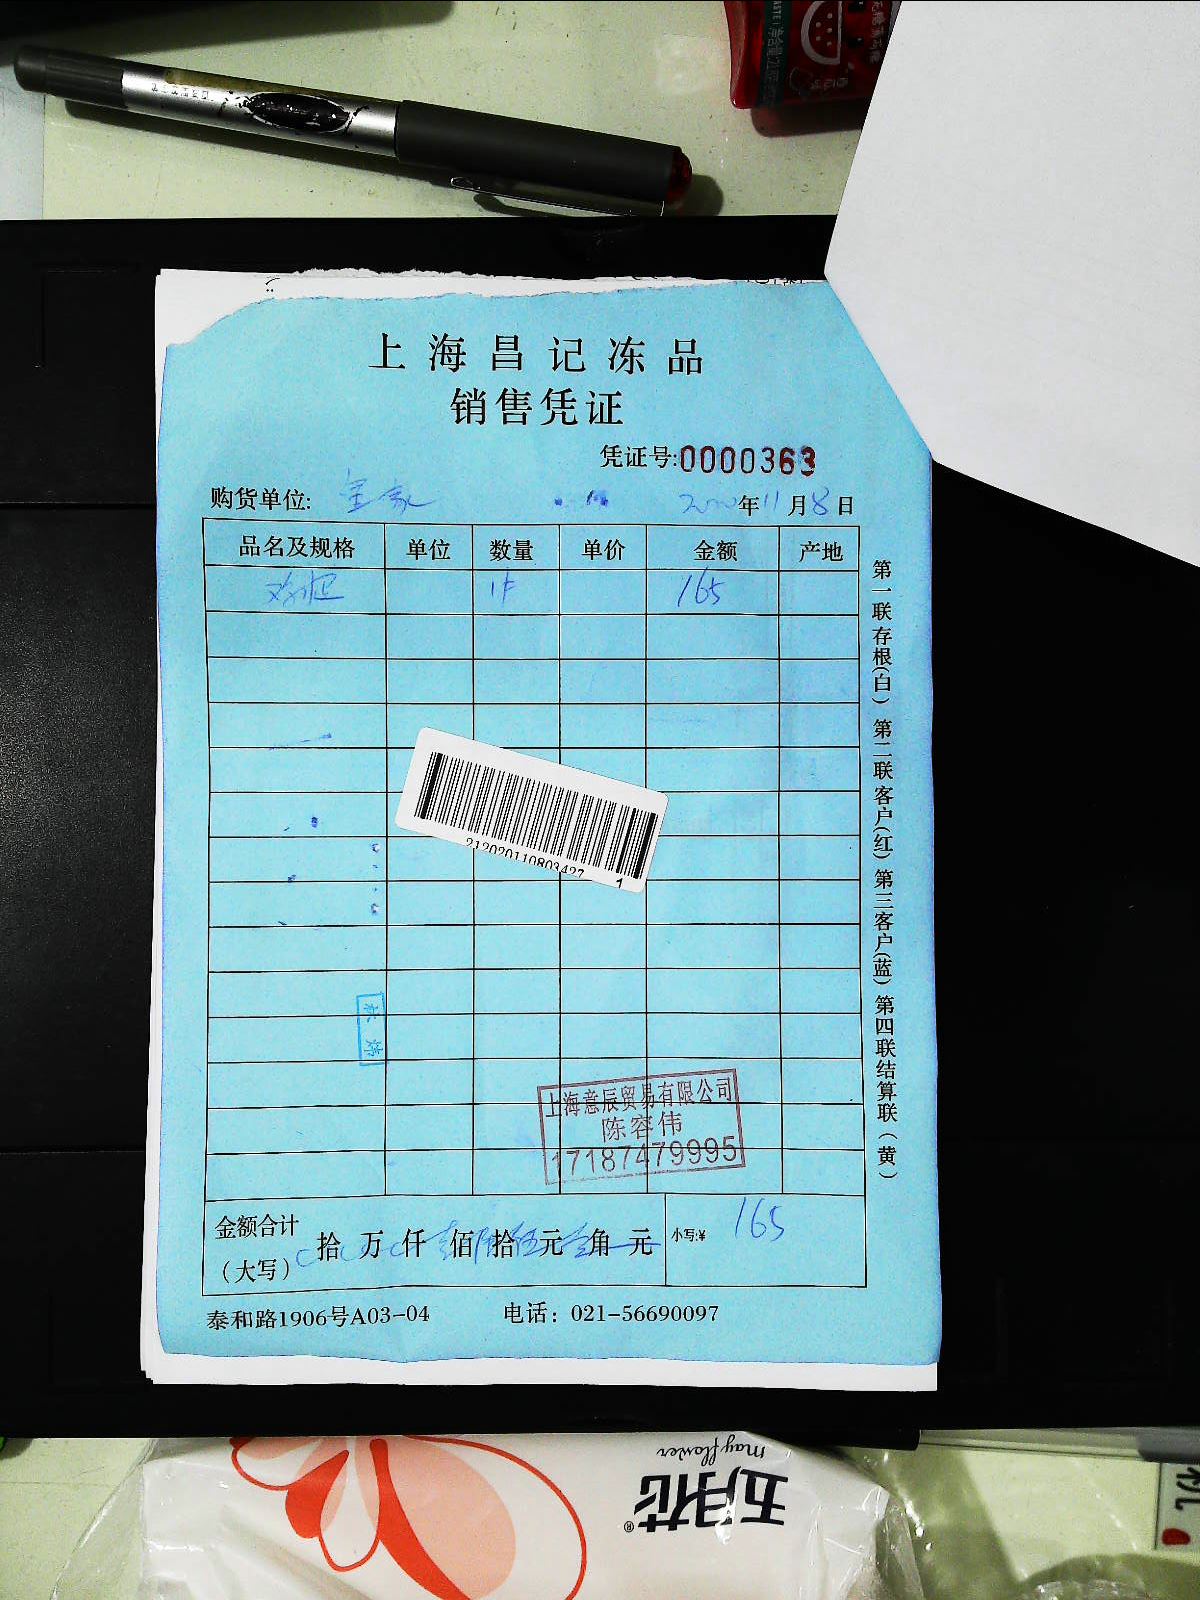 上海昌记冻品
销售凭证
凭证号:0000363
购货单位:
年11月8日
品名及规格 单位 数量 单价 金额 产地
1件 165
212020110803427
1
上海意辰贸易有限公司
陈容伟
17187479995
金额合计
(大写)
拾 万 仟 佰 拾 元 角 元
小写:¥ 165
泰和路1906号A03-04 电话: 021-56690097
第一联存根(白) 第二联客户(红) 第三客户(蓝) 第四联结算联(黄)
五月花®
mayflower